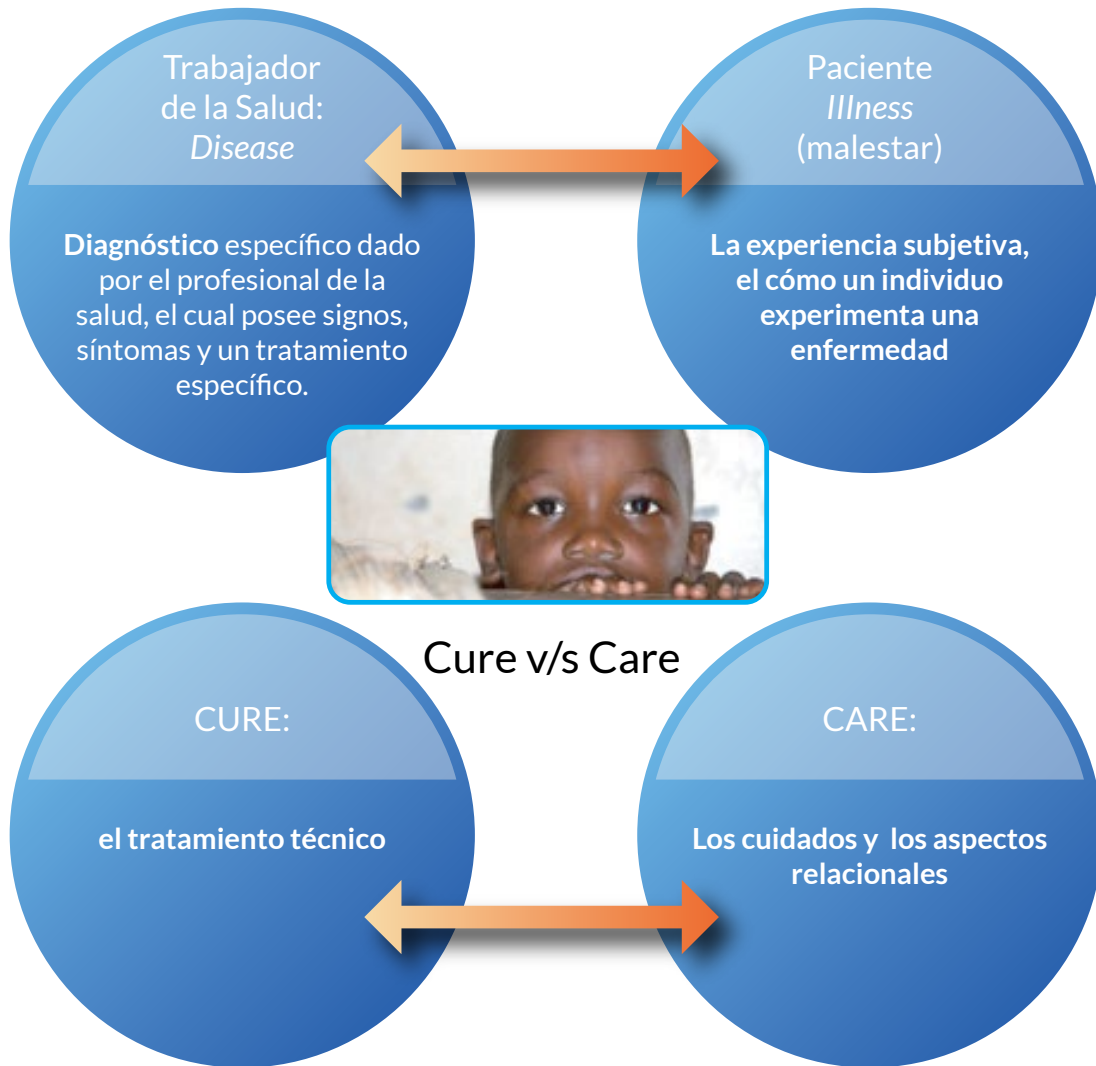 Trabajador
de la Salud:
Disease
Paciente
IIIness
(malestar)
Diagnóstico específico dado
por el profesional de la
salud, el cual posee signos,
síntomas y un tratamiento
específico.
La experiencia subjetiva,
el cómo un individuo
experimenta una
enfermedad
Cure v/s Care
CURE:
el tratamiento técnico
CARE:
Los cuidados y los aspectos
relacionales